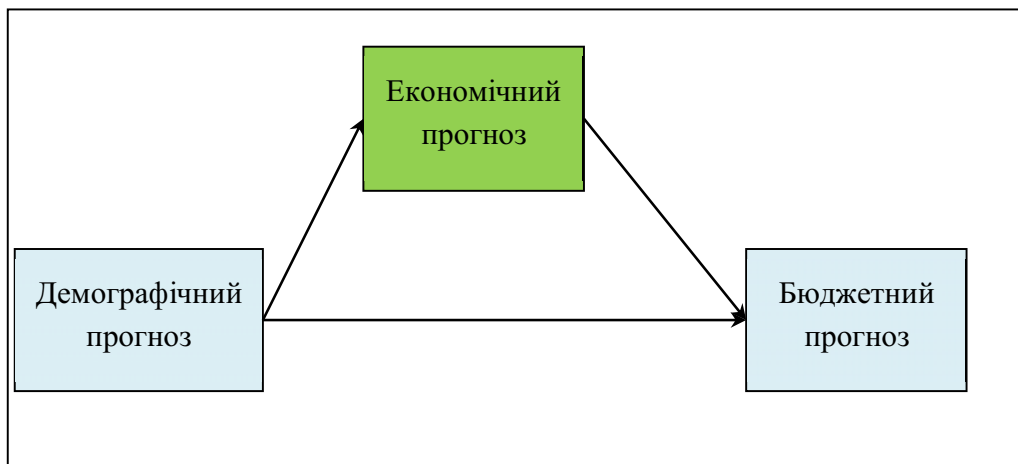 Економічний
прогноз
Демографічний
прогноз
Бюджетний
прогноз